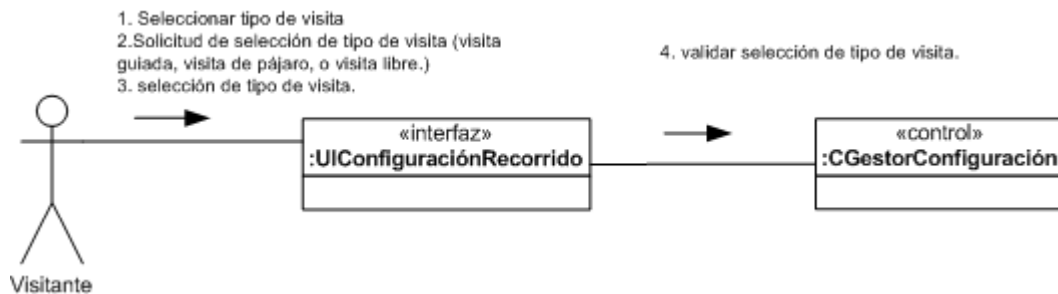 1. Seleccionar tipo de visita
2.Solicitud de selección de tipo de visita (visita
guiada, visita de pájaro, o visita libre.)
3. selección de tipo de visita.
4. validar selección de tipo de visita.
«interfaz»
:UIConfiguraciónRecorrido
«control»
:CGestorConfiguración
Visitante